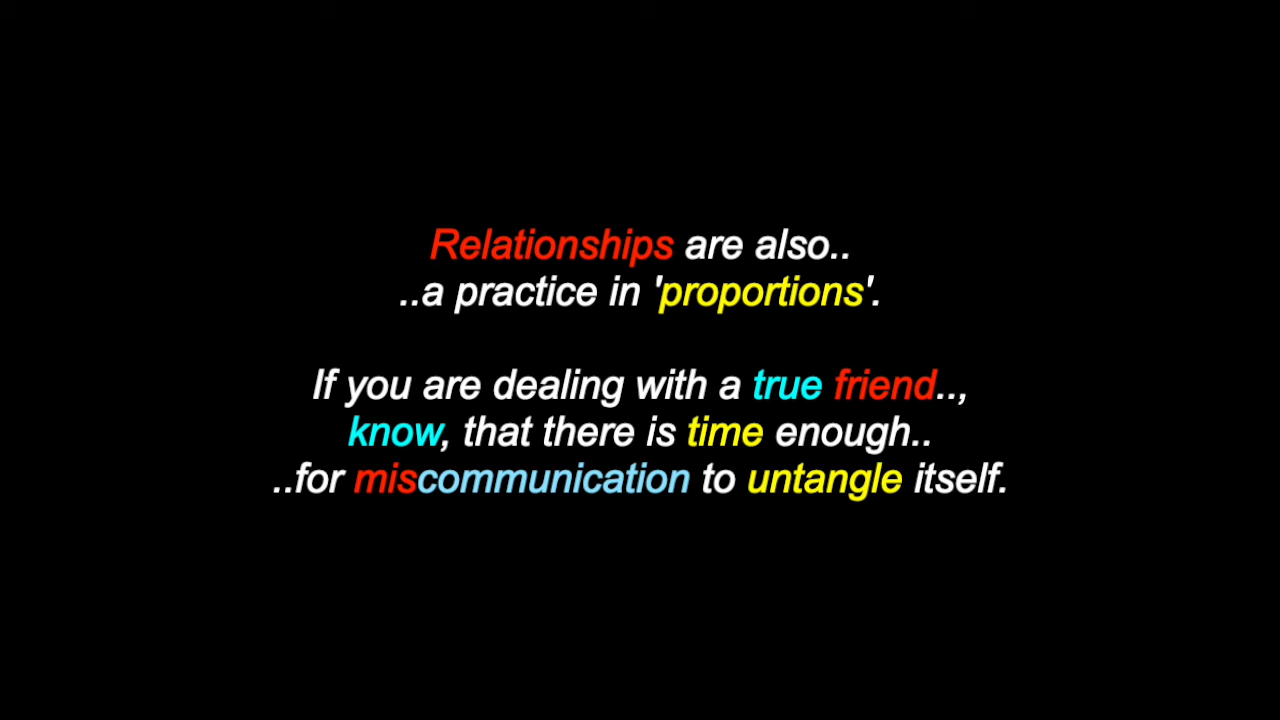 Relationships are also..
..a practice in 'proportions'.
If you are dealing with a true friend..,
know, that there is time enough..
..for miscommunication to untangle itself.